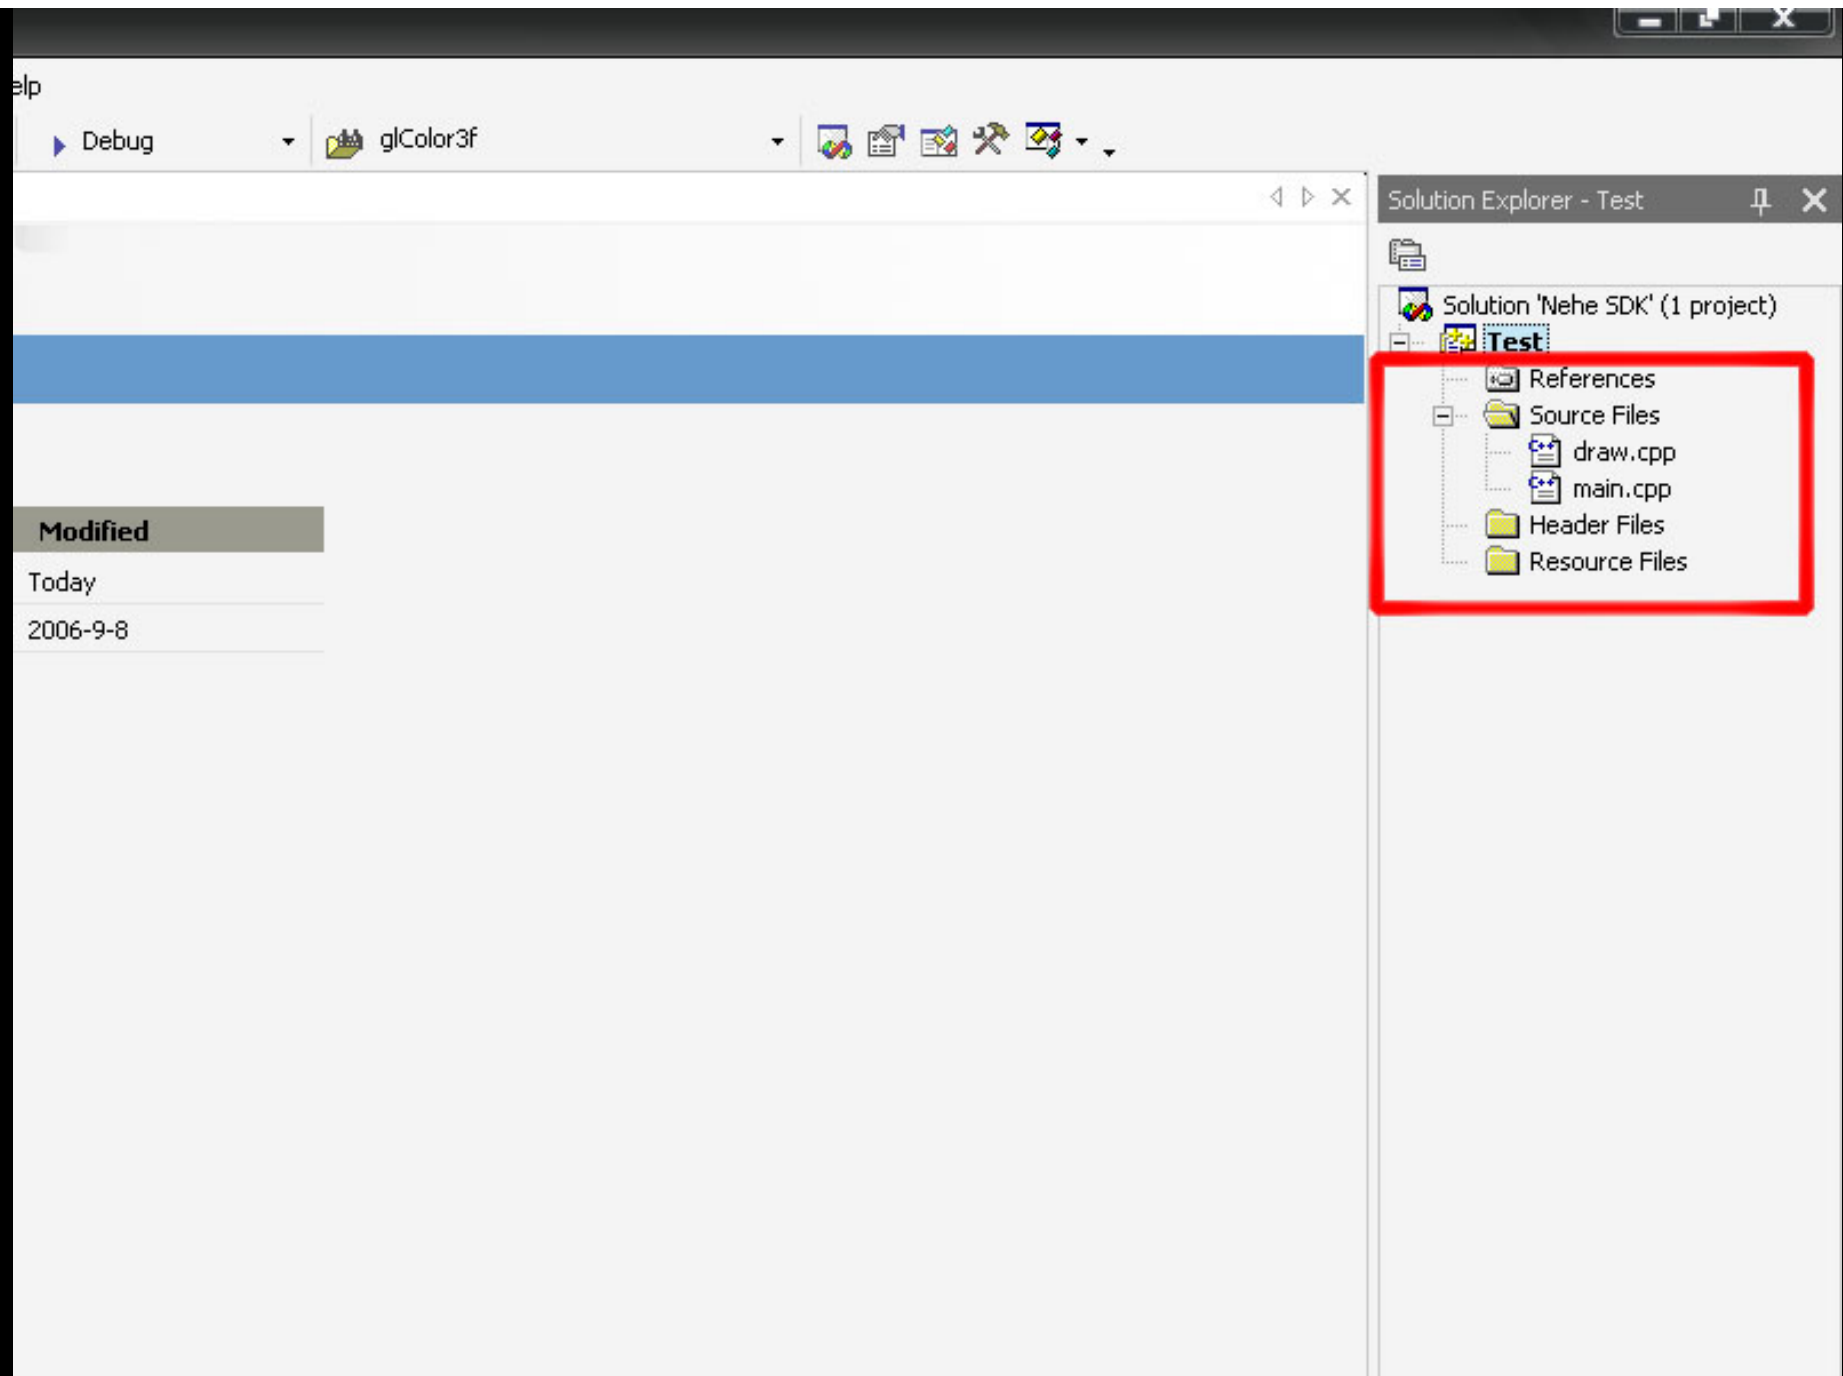 elp
Debug glColor3f
Solution Explorer - Test
Solution 'Nehe SDK' (1 project)
Test
References
Source Files
draw.cpp
main.cpp
Header Files
Resource Files
Modified
Today
2006-9-8